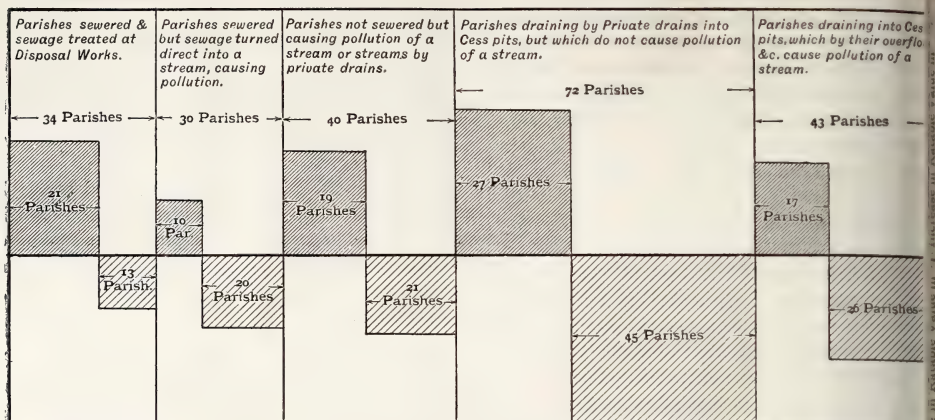 Parishes sewered &
sewage treated at
Disposal Works.
Parishes sewered
but sewage turned
direct into a
stream, causing
pollution.
Parishes not sewered but
causing pollution of a
stream or streams by
private drains.
Parishes draining by Private drains into
Cess pits, but which do not cause pollution
of a stream.
Parishes draining into Cess
pits, which by their overflo
&c. cause pollution of a
stream.
34 Parishes
30 Parishes
40 Parishes
72 Parishes
43 Parishes
21
Parishes
10
Par.
19
Parishes
27 Parishes
17
Parishes
13
Parish.
20
Parishes
21
Parishes
45 Parishes
26 Parishes